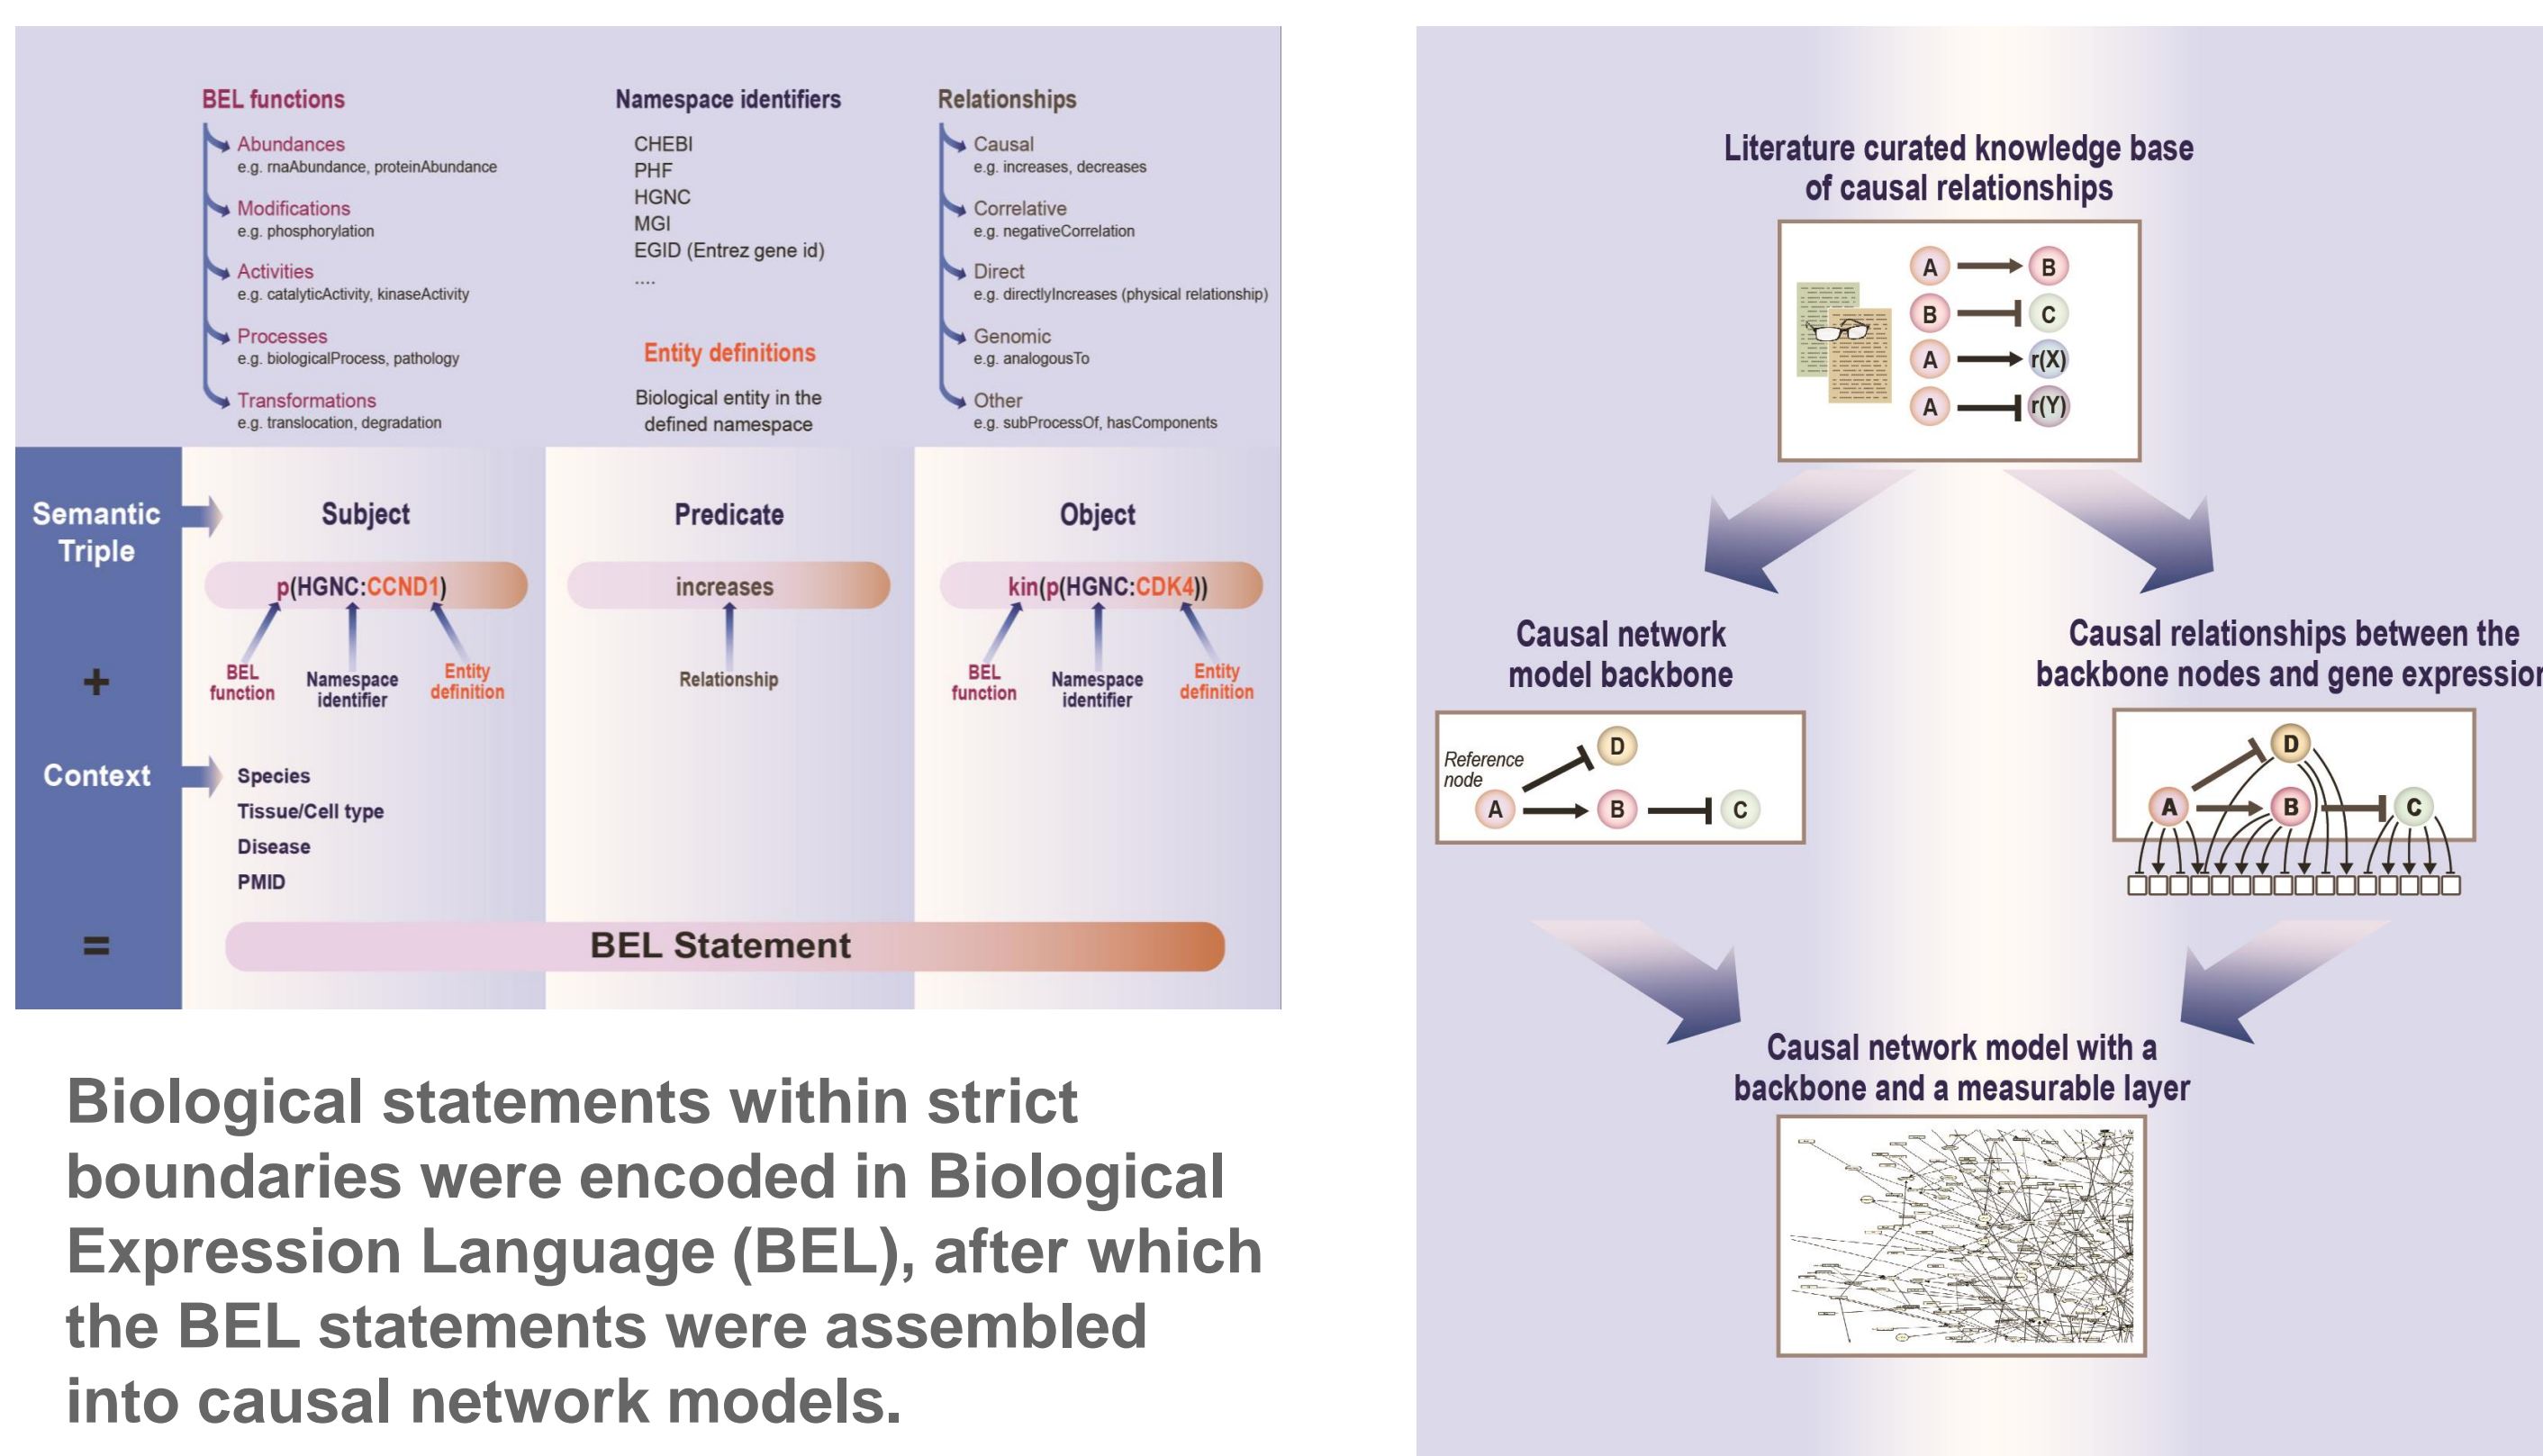 BEL functions
Abundances
e.g. rnaAbundance, proteinAbundance
Modifications
e.g. phosphorylation
Activities
e.g. catalyticActivity, kinaseActivity
Processes
e.g. biologicalProcess, pathology
Transformations
e.g. translocation, degradation
Namespace identifiers
CHEBI
PHF
HGNC
MGI
EGID (Entrez gene id)
....
Entity definitions
Biological entity in the
defined namespace
Relationships
Causal
e.g. increases, decreases
Correlative
e.g. negativeCorrelation
Direct
e.g. directlyIncreases (physical relationship)
Genomic
e.g. analogousTo
Other
e.g. subProcessOf, hasComponents
Semantic
Triple
Subject
Predicate
Object
p(HGNC:CCND1)
increases
kin(p(HGNC:CDK4))
BEL
function
Namespace
identifier
Entity
definition
Relationship
BEL
function
Namespace
identifier
Entity
definition
+
Context
Species
Tissue/Cell type
Disease
PMID
=
BEL Statement
Biological statements within strict
boundaries were encoded in Biological
Expression Language (BEL), after which
the BEL statements were assembled
into causal network models.
Literature curated knowledge base
of causal relationships
A B
B C
A r(X)
A r(Y)
Causal network
model backbone
Reference
node
D
A B C
Causal relationships between the
backbone nodes and gene expression
D
A B C
Causal network model with a
backbone and a measurable layer